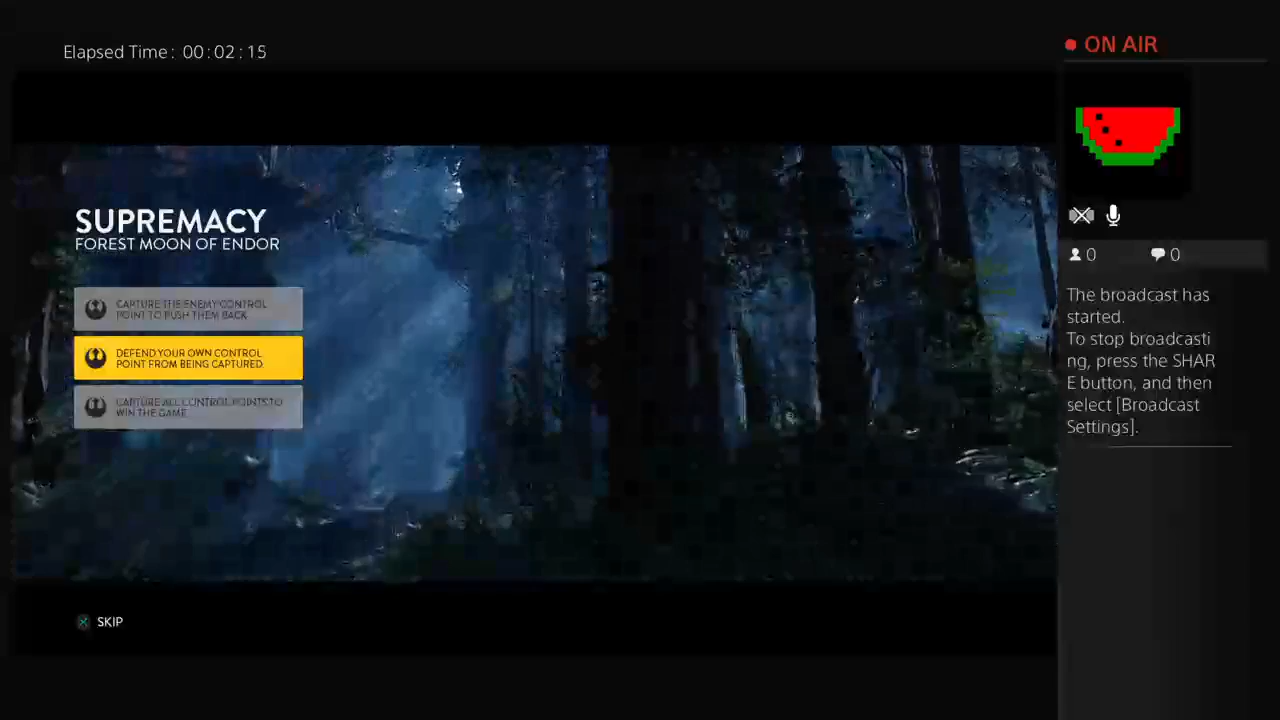 Elapsed Time: 00:02:15
ON AIR
SUPREMACY
FOREST MOON OF ENDOR
CAPTURE THE ENEMY CONTROL
POINT TO PUSH THEM BACK
DEFEND YOUR OWN CONTROL
POINT FROM BEING CAPTURED.
CAPTURE ALL CONTROL POINTS TO
WIN THE GAME
SKIP
0 0
The broadcast has
started.
To stop broadcasti
ng, press the SHAR
E button, and then
select [Broadcast
Settings].